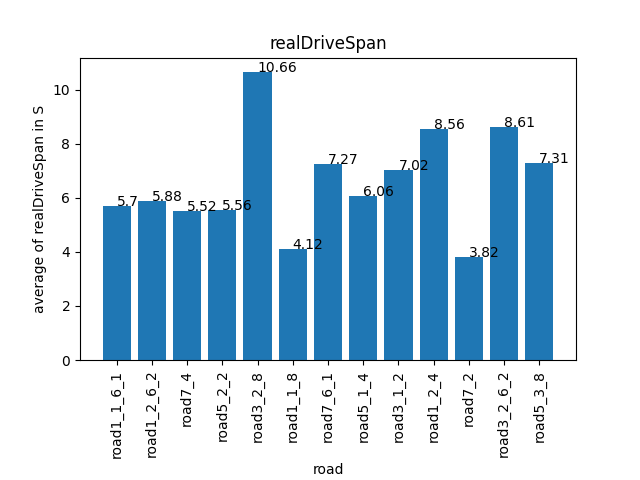 realDriveSpan
average of realDriveSpan in S
10
8
6
4
2
0
5.7
5.88
5.52
5.56
10.66
4.12
7.27
6.06
7.02
8.56
3.82
8.61
7.31
road1_1_6_1
road1_2_6_2
road7_4
road5_2_2
road3_2_8
road1_1_8
road7_6_1
road5_1_4
road3_1_2
road1_2_4
road7_2
road3_2_6_2
road5_3_8
road